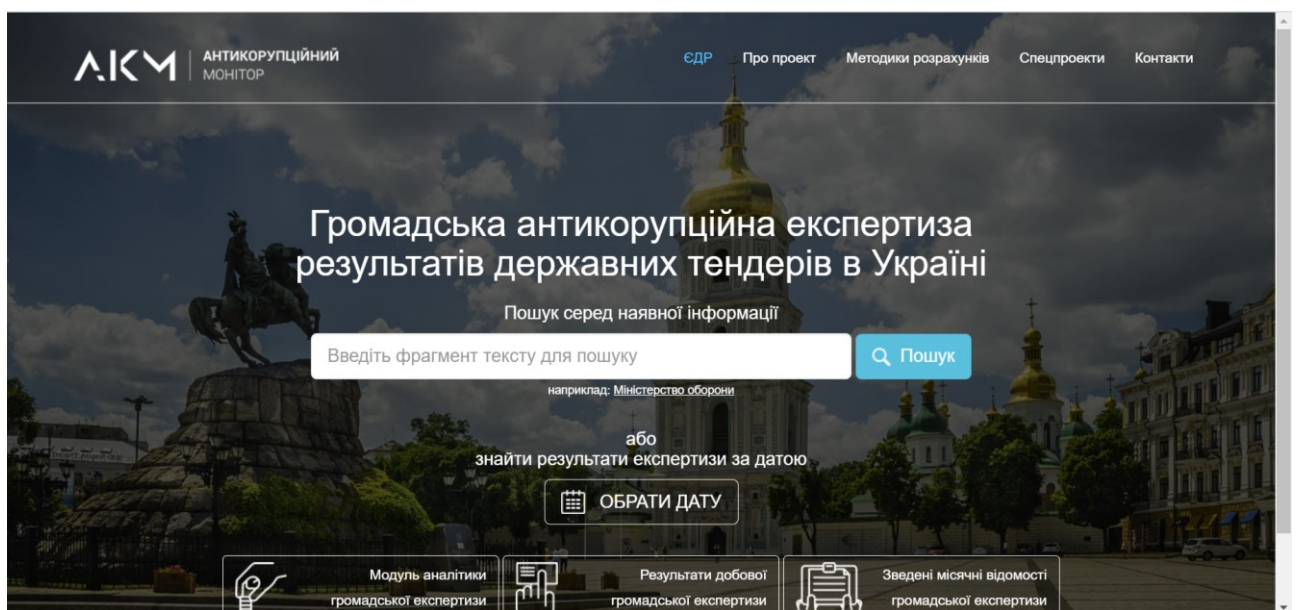 АКМ
АНТИКОРУПЦІЙНИЙ
МОНІТОР
ЄДР
Про проект
Методики розрахунків
Спецпроекти
Контакти
Громадська антикорупційна експертиза
результатів державних тендерів в Україні
Пошук серед наявної інформації
Введіть фрагмент тексту для пошуку
Пошук
наприклад: Міністерство оборони
або
знайти результати експертизи за датою
ОБРАТИ ДАТУ
Модуль аналітики
громадської експертизи
Результати добової
громадської експертизи
Зведені місячні відомості
громадської експертизи